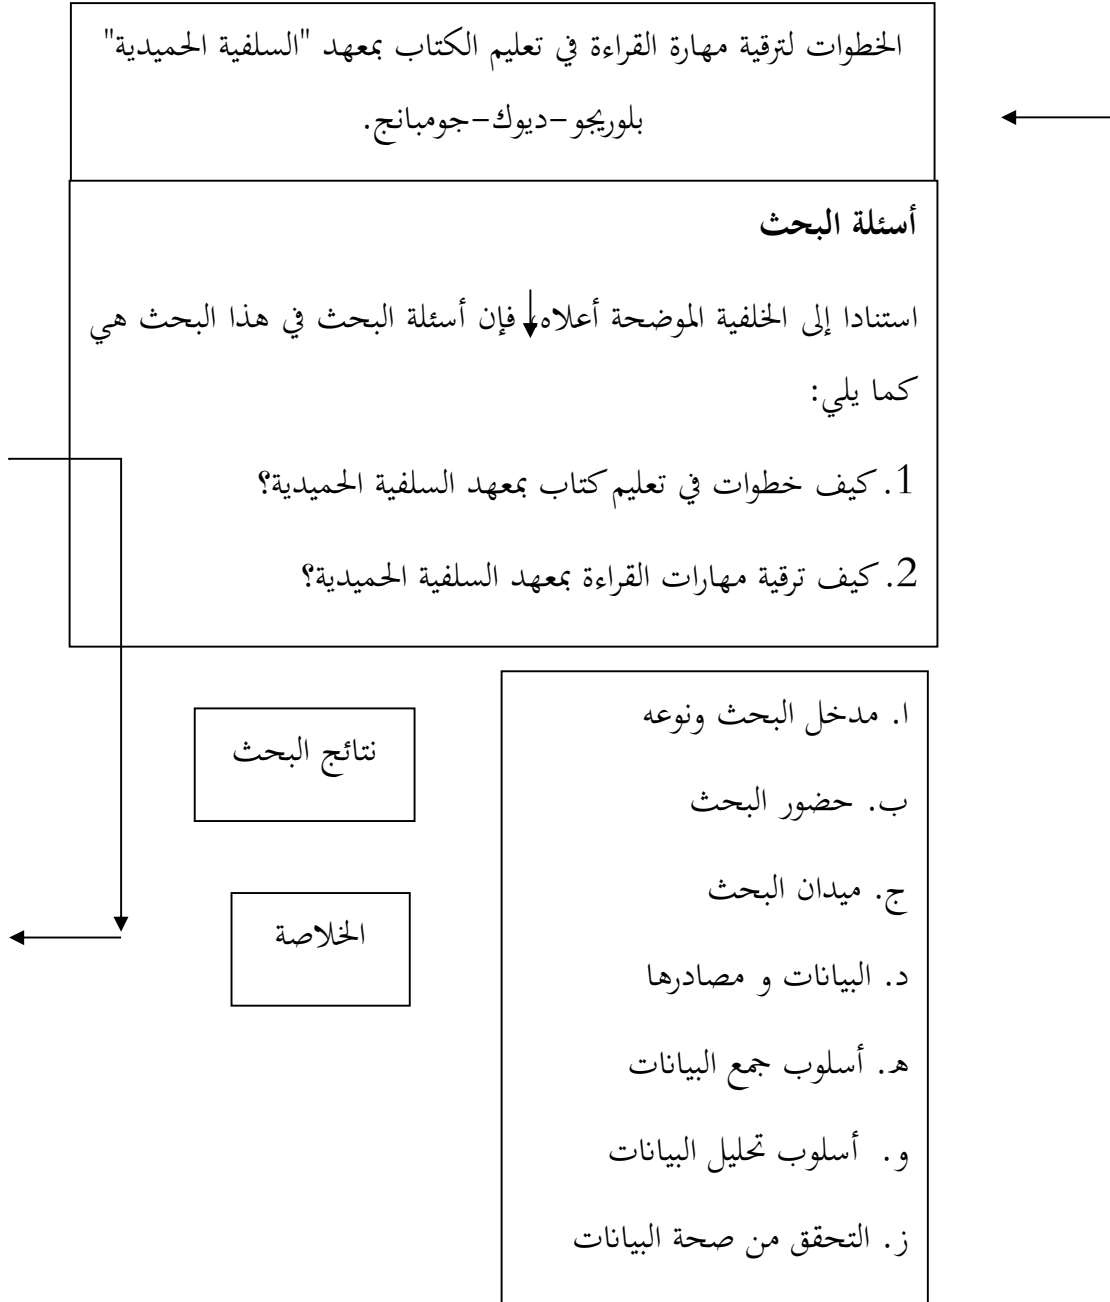 الخطوات لترقية مهارة القراءة في تعليم الكتاب بمعهد "السلفية الحميدية"
بلوريجو-ديوك-جومبانج.
أسئلة البحث
استنادا إلى الخلفية الموضحة أعلاه، فإن أسئلة البحث في هذا البحث هي
كما يلي:
1. كيف خطوات في تعليم كتاب بمعهد السلفية الحميدية؟
2. كيف ترقية مهارات القراءة بمعهد السلفية الحميدية؟
ا. مدخل البحث ونوعه
ب. حضور البحث
ج. ميدان البحث
د. البيانات و مصادرها
ه. أسلوب جمع البيانات
و. أسلوب تحليل البيانات
ز. التحقق من صحة البيانات
نتائج البحث
الخلاصة